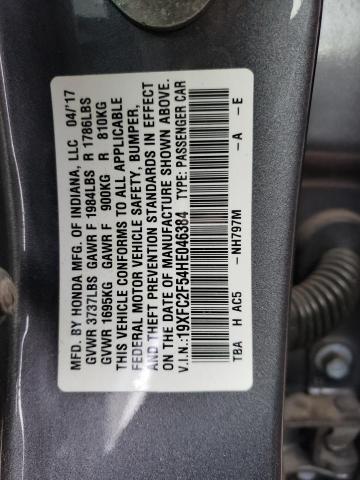 MFD. BY HONDA MFG. OF INDIANA, LLC 04/17
GVWR 3737LBS GAWR F 1984LBS R 1786LBS
GVWR 1695KG GAWR F 900KG R 810KG
THIS VEHICLE CONFORMS TO ALL APPLICABLE
FEDERAL MOTOR VEHICLE SAFETY, BUMPER,
AND THEFT PREVENTION STANDARDS IN EFFECT
ON THE DATE OF MANUFACTURE SHOWN ABOVE.
V.I.N.:19XFC2F54HE046384 TYPE: PASSENGER CAR
TBA H AC5 -NH797M -A -E